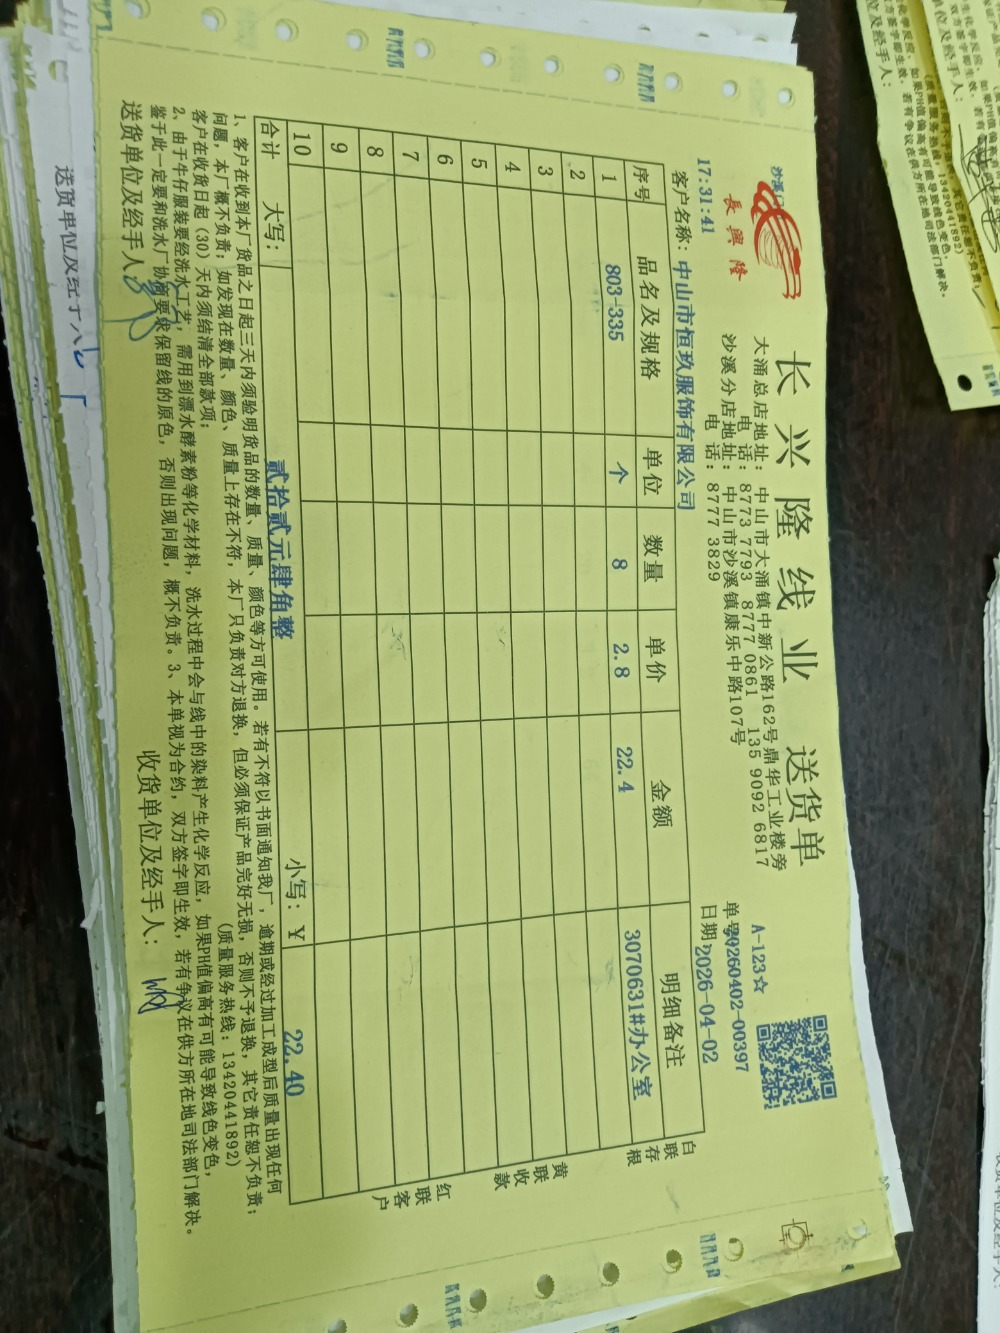 长兴隆线业 送货单
長興隆
沙溪
大涌总店地址：中山市大涌镇中新公路162号鼎华工业楼旁
电话：8773 7793 8777 0861 135 9092 6817
沙溪分店地址：中山市沙溪镇康乐中路107号
电话：8777 3829
A-123☆
单号20260402-00397
17:31:41
日期：2026-04-02
客户名称：中山市恒玖服饰有限公司
序号 品名及规格 单位 数量 单价 金额 明细备注
1 803-335 个 8 2.8 22.4 3070631#办公室
2
3
4
5
6
7
8
9
10
合计 大写：贰拾贰元肆角整 小写：¥ 22.40
白联存根
黄联收款
红联客户
1、客户在收到本厂货品之日起三天内须验明货品的数量、质量、颜色等方可使用。若有不符以书面通知我厂，逾期或经过加工成型后质量出现任何
问题，本厂概不负责；如发现在数量、颜色、质量上存在不符，本厂只负责对方退换，但必须保证产品完好无损，否则不予退换，其它责任恕不负责；
客户在收货日起（30）天内须结清全部款项； （质量服务热线：13420441892）
2、由于牛仔服装要经洗水工艺，需用到漂水酵素粉等化学材料，洗水过程中会与线中的染料产生化学反应，如果PH值偏高有可能导致线色变色，
鉴于此一定要和洗水厂协商要求保留线的原色，否则出现问题，概不负责。3、本单视为合约，双方签字即生效，若有争议在供方所在地司法部门解决。
送货单位及经手人： 收货单位及经手人：
送货单位及经手人